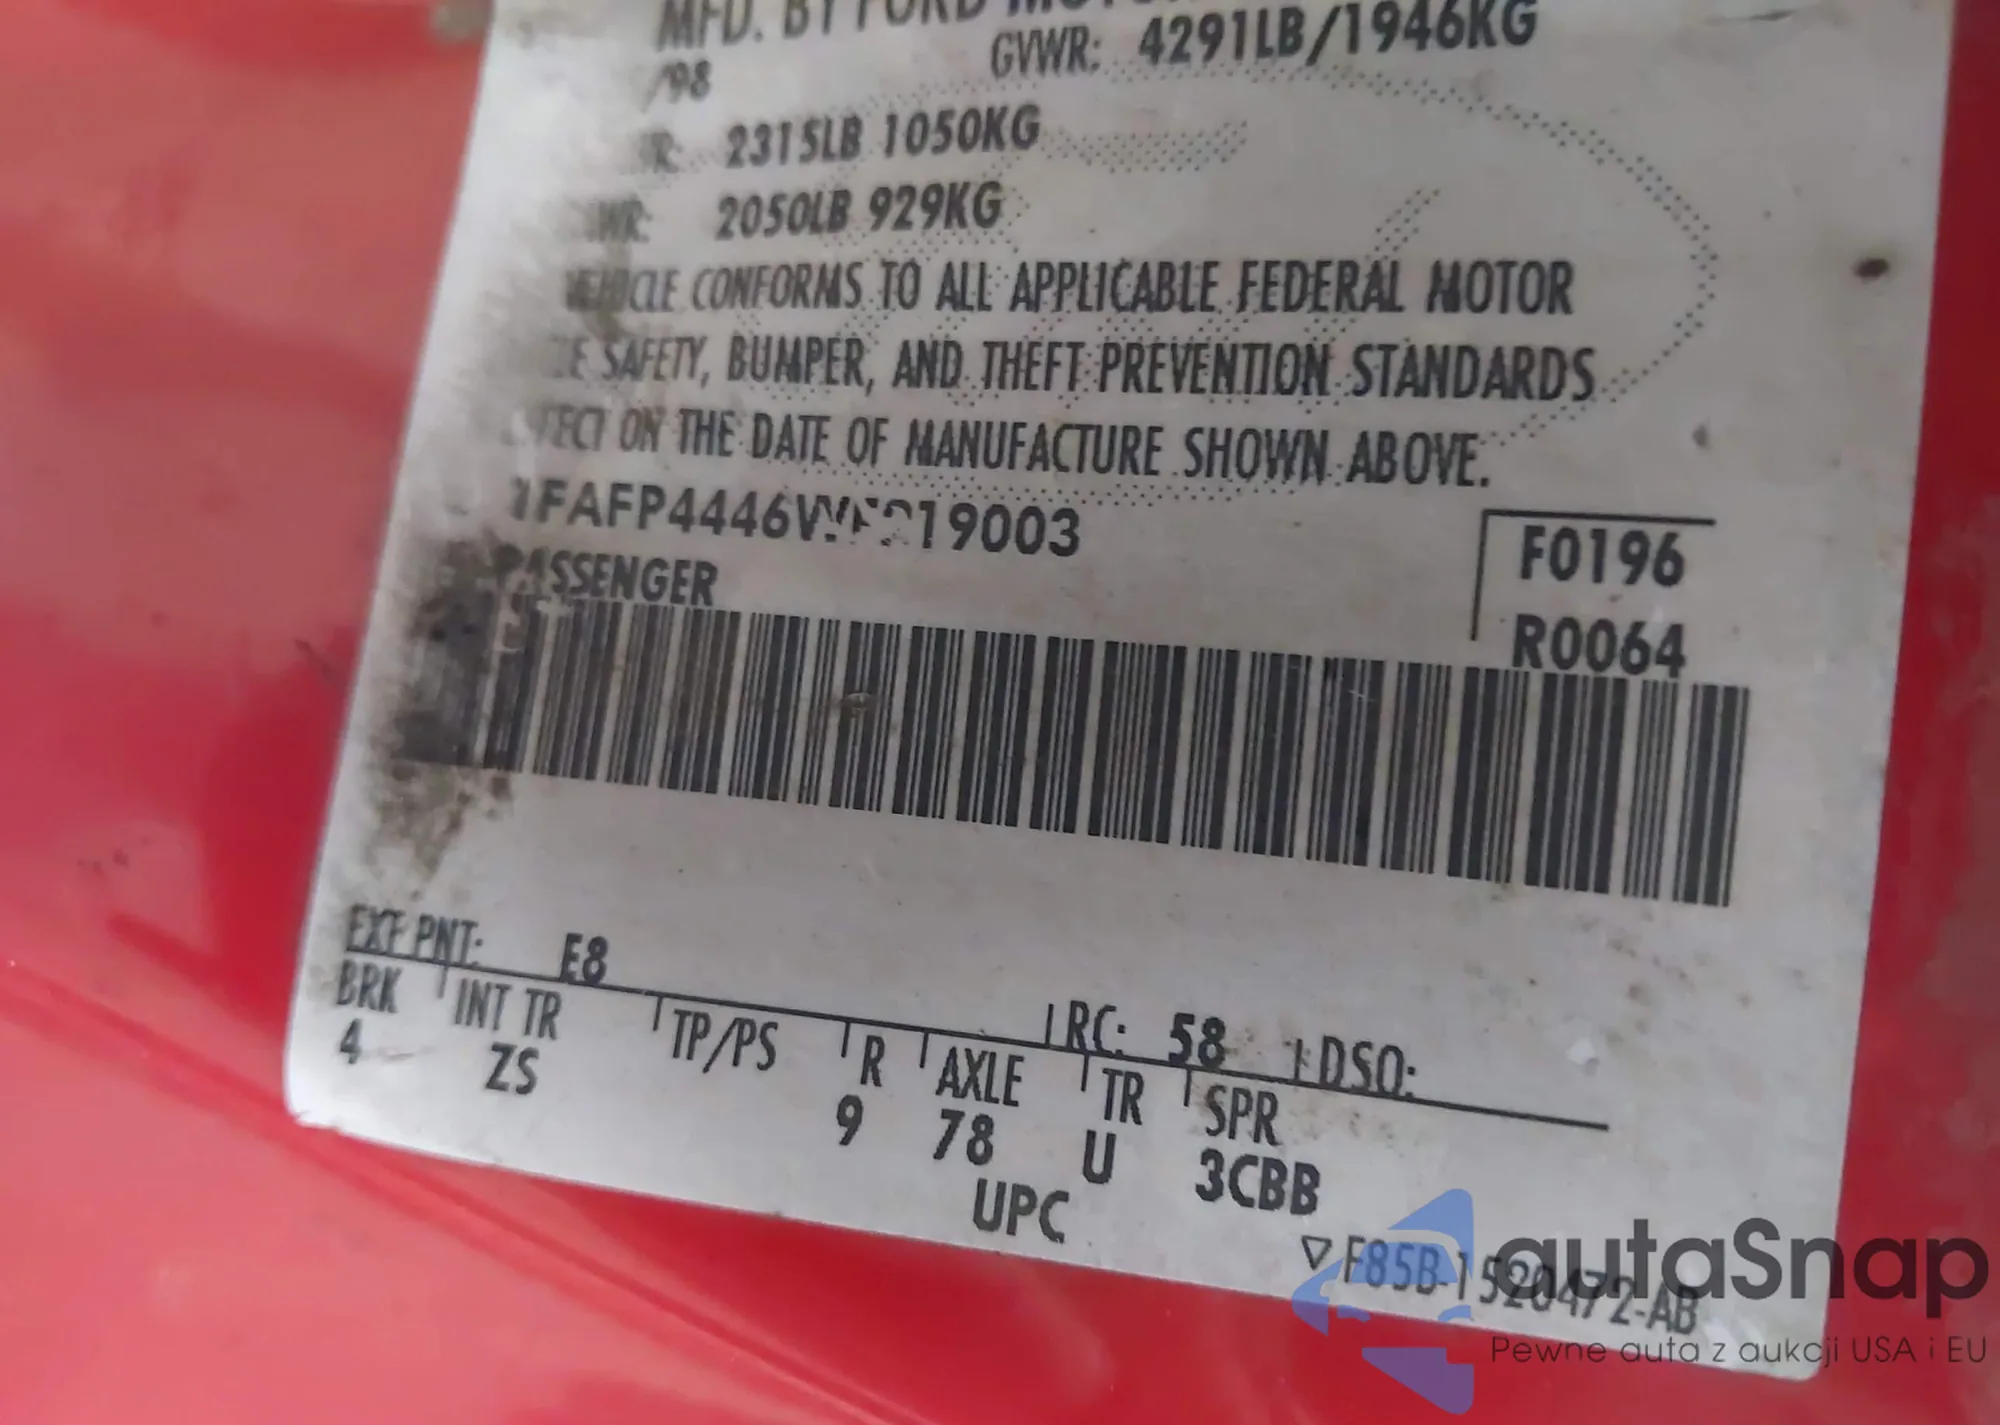 MFD. BY FORD
GVWR: 4291LB/1946KG
/98
2315LB 1050KG
2050LB 929KG
VEHICLE CONFORMS TO ALL APPLICABLE FEDERAL MOTOR
SAFETY, BUMPER, AND THEFT PREVENTION STANDARDS
ON THE DATE OF MANUFACTURE SHOWN ABOVE.
PASSENGER
F0196
R0064
EXT PNT: E8 RC: 58 DSO:
BRK INT TR TP/PS R AXLE TR SPR
4 ZS 9 78 U 3CBB
UPC
▽ F85B-1520472-AB
autaSnap
Pewne auta z aukcji USA i EU